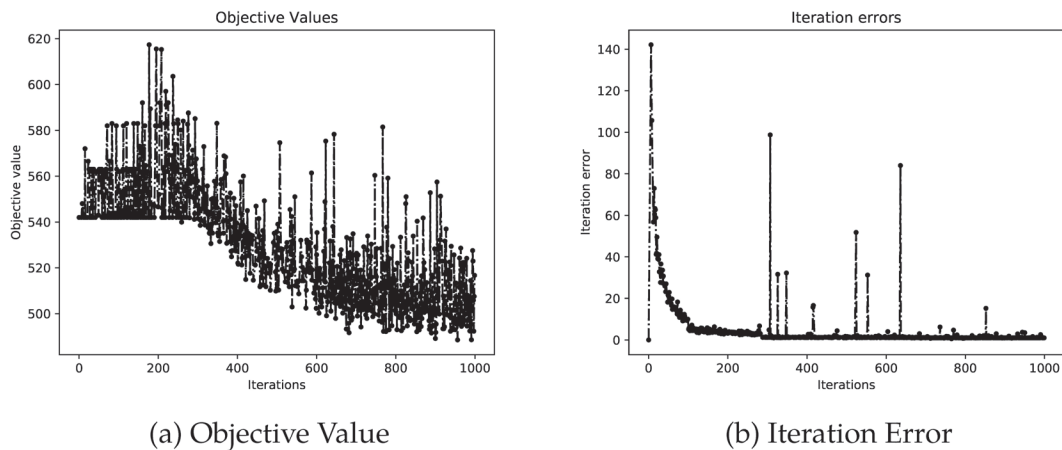 Objective Values
620
600
580
560
540
520
500
Objective value
0 200 400 600 800 1000
Iterations
(a) Objective Value
Iteration errors
140
120
100
80
60
40
20
0
Iteration error
0 200 400 600 800 1000
Iterations
(b) Iteration Error